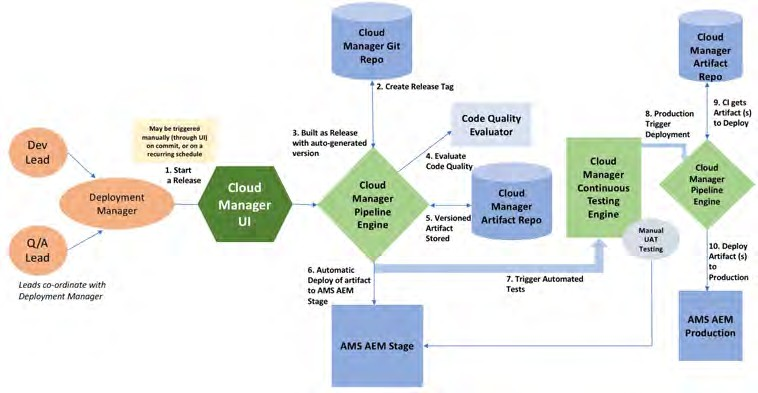 Dev
Lead
Q/A
Lead
Leads co-ordinate with
Deployment Manager
Deployment
Manager
May be triggered
manually (through UI)
on commit, or on a
recurring schedule
1. Start
a Release
Cloud
Manager
UI
Cloud
Manager Git
Repo
2. Create Release Tag
3. Built as Release
with auto-generated
version
Code Quality
Evaluator
4. Evaluate
Code Quality
Cloud
Manager
Pipeline
Engine
Cloud
Manager
Artifact Repo
5. Versioned
Artifact
Stored
6. Automatic
Deploy of artifact
to AMS AEM
Stage
7. Trigger Automated
Tests
AMS AEM Stage
Cloud
Manager
Continuous
Testing
Engine
Manual
UAT
Testing
8. Production
Trigger
Deployment
Cloud
Manager
Artifact
Repo
9. CI gets
Artifact (s)
to Deploy
Cloud
Manager
Pipeline
Engine
10. Deploy
Artifact (s)
to
Production
AMS AEM
Production